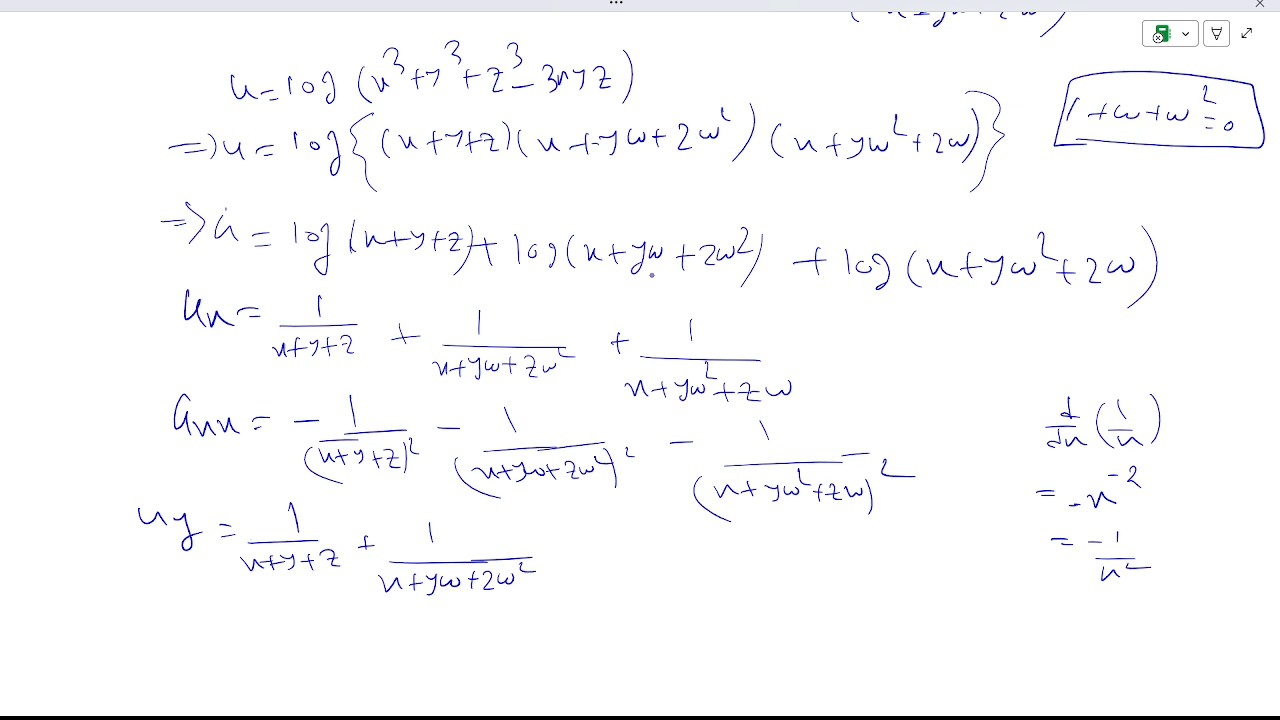 u = log (x³ + y³ + z³ - 3xyz)
1 + ω + ω² = 0
=> u = log {(x + y + z)(x + yω + zω²)(x + yω² + zω)}
=> u = log (x + y + z) + log (x + yω + zω²) + log (x + yω² + zω)
ux = 1/(x+y+z) + 1/(x+yω+zω²) + 1/(x+yω²+zω)
uxx = - 1/(x+y+z)² - 1/(x+yω+zω²)² - 1/(x+yω²+zω)²
d/dx (1/x)
= -x⁻²
= -1/x²
uy = 1/(x+y+z) + 1/(x+yω+zω²)